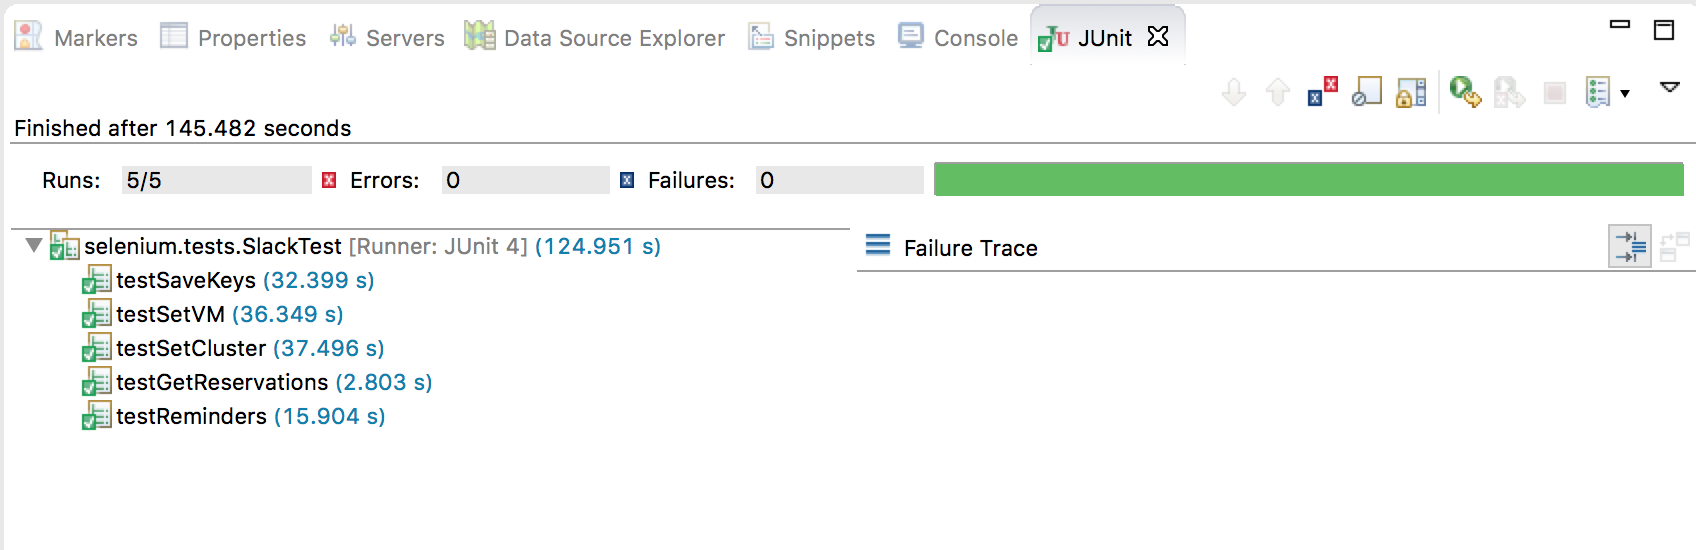 Markers Properties Servers Data Source Explorer Snippets Console JU JUnit
Finished after 145.482 seconds
Runs: 5/5 Errors: 0 Failures: 0
selenium.tests.SlackTest [Runner: JUnit 4] (124.951 s)
Failure Trace
testSaveKeys (32.399 s)
testSetVM (36.349 s)
testSetCluster (37.496 s)
testGetReservations (2.803 s)
testReminders (15.904 s)